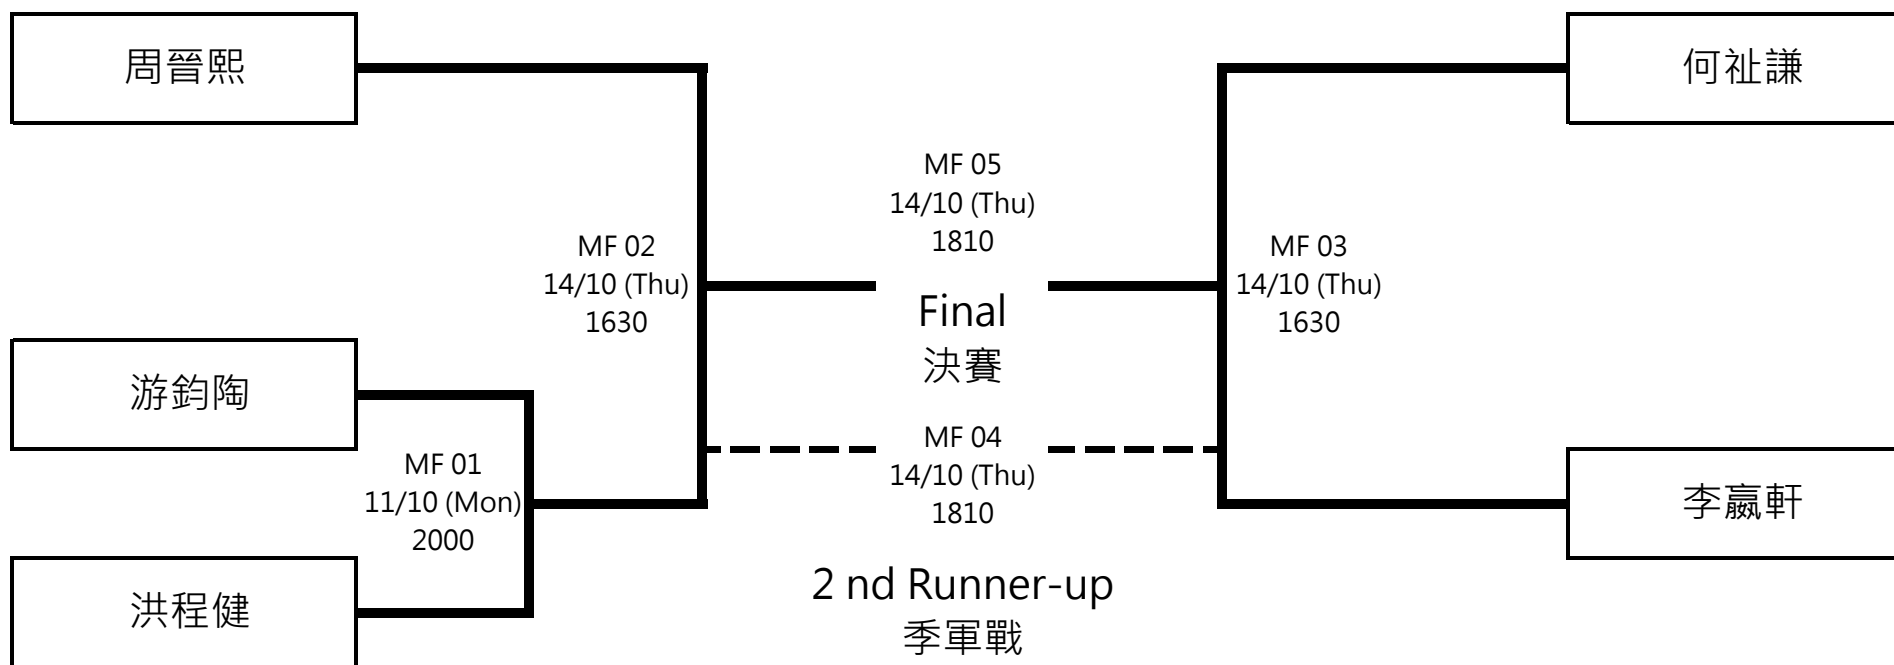 周晉熙
何祉謙
MF 05
14/10 (Thu)
1810
MF 02
14/10 (Thu)
1630
MF 03
14/10 (Thu)
1630
Final
決賽
游鈞陶
MF 04
14/10 (Thu)
1810
MF 01
11/10 (Mon)
2000
李嬴軒
洪程健
2 nd Runner-up
季軍戰